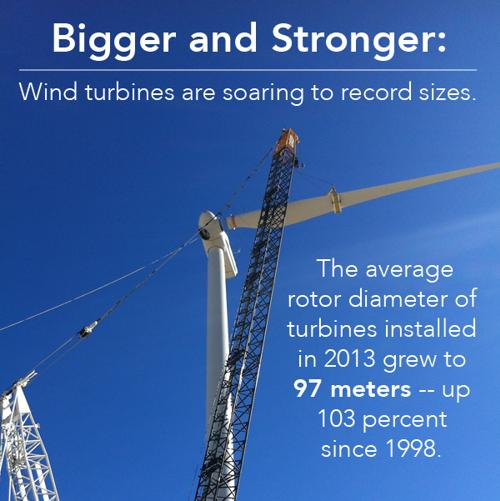 Bigger and Stronger:
Wind turbines are soaring to record sizes.
The average
rotor diameter of
turbines installed
in 2013 grew to
97 meters -- up
103 percent
since 1998.